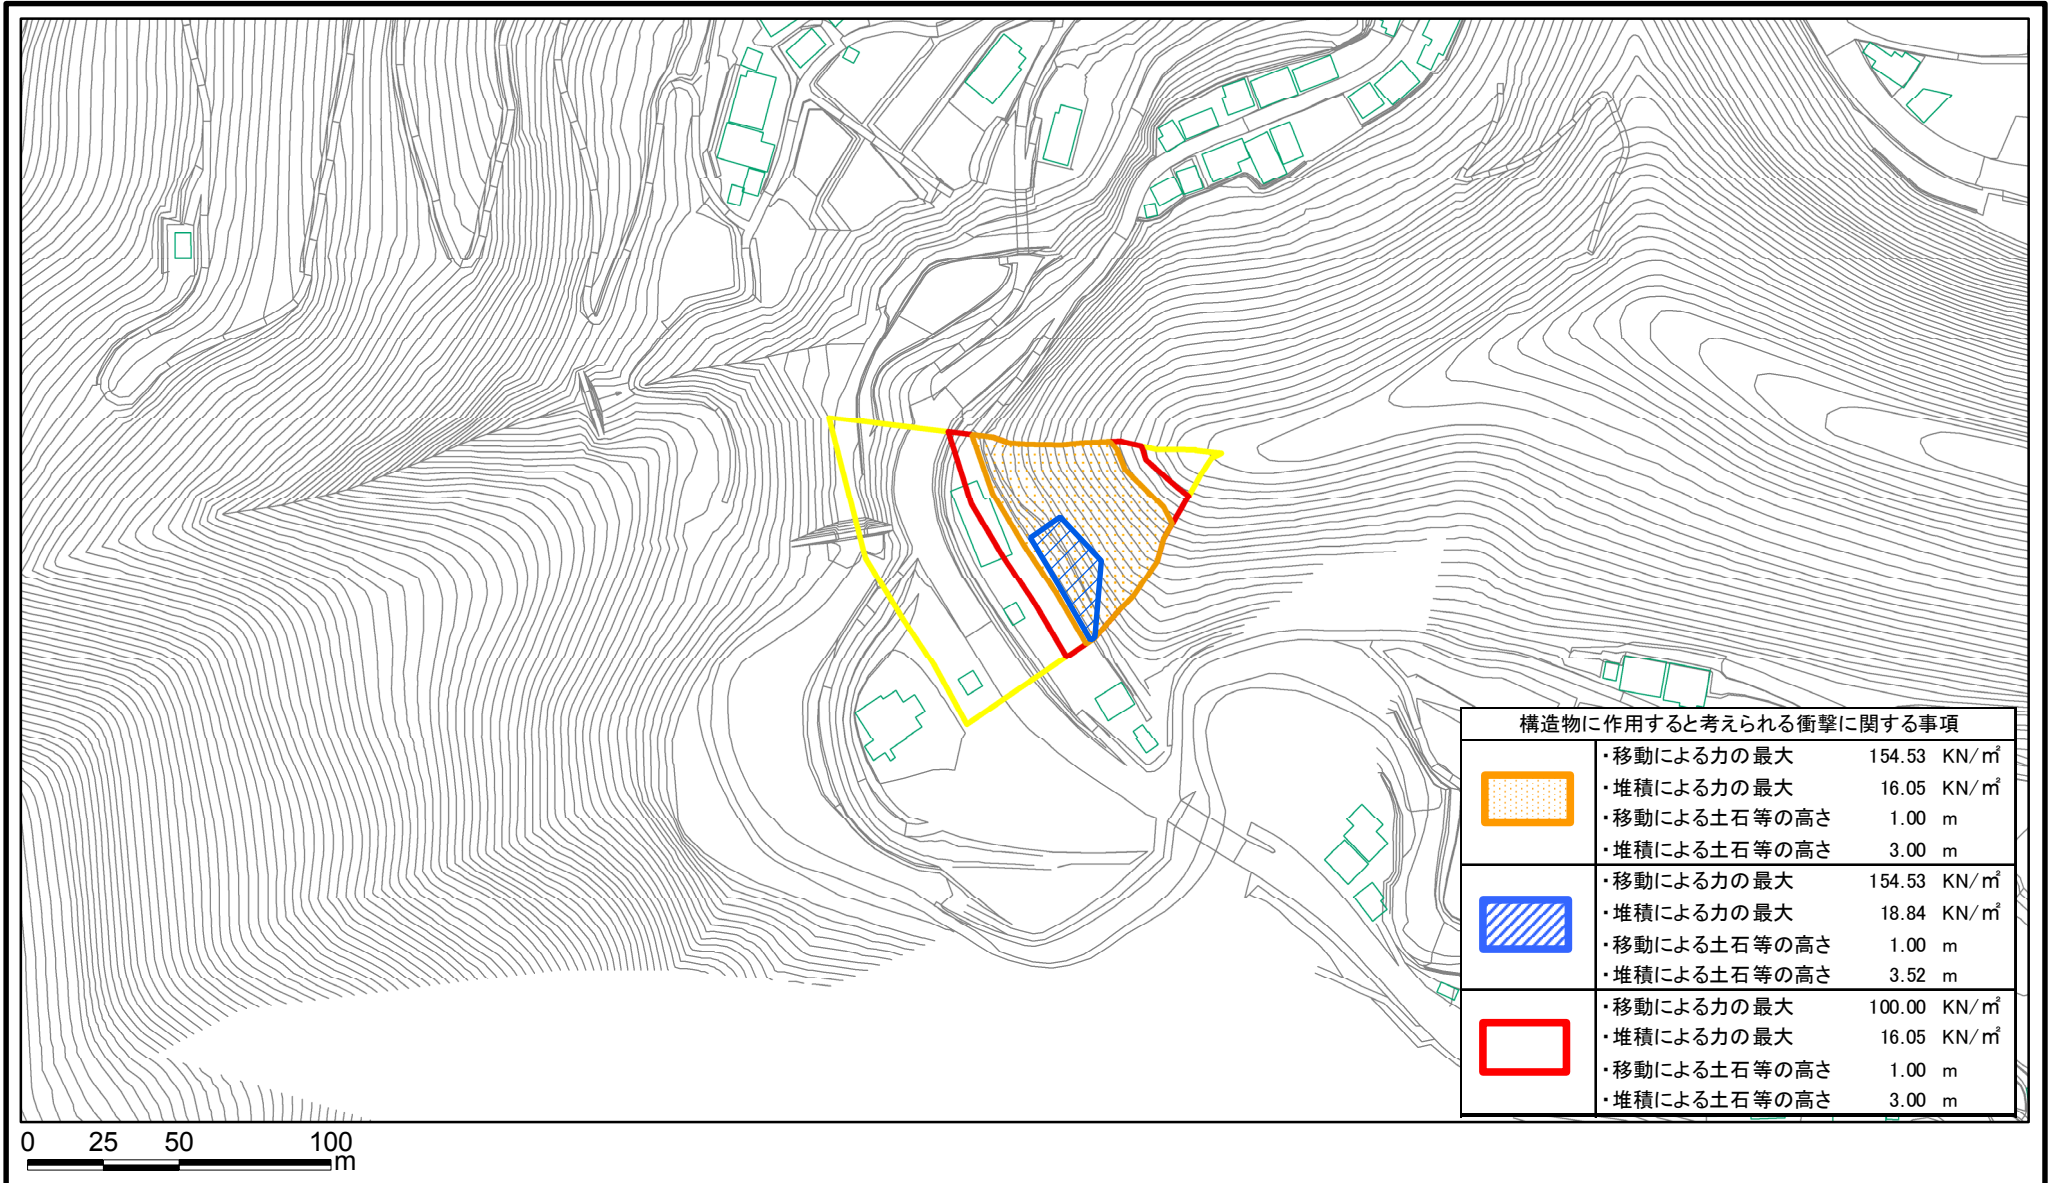 構造物に作用すると考えられる衝撃に関する事項
・移動による力の最大 154.53 KN/㎡
・堆積による力の最大 16.05 KN/㎡
・移動による土石等の高さ 1.00 m
・堆積による土石等の高さ 3.00 m
・移動による力の最大 154.53 KN/㎡
・堆積による力の最大 18.84 KN/㎡
・移動による土石等の高さ 1.00 m
・堆積による土石等の高さ 3.52 m
・移動による力の最大 100.00 KN/㎡
・堆積による力の最大 16.05 KN/㎡
・移動による土石等の高さ 1.00 m
・堆積による土石等の高さ 3.00 m
0 25 50 100
m